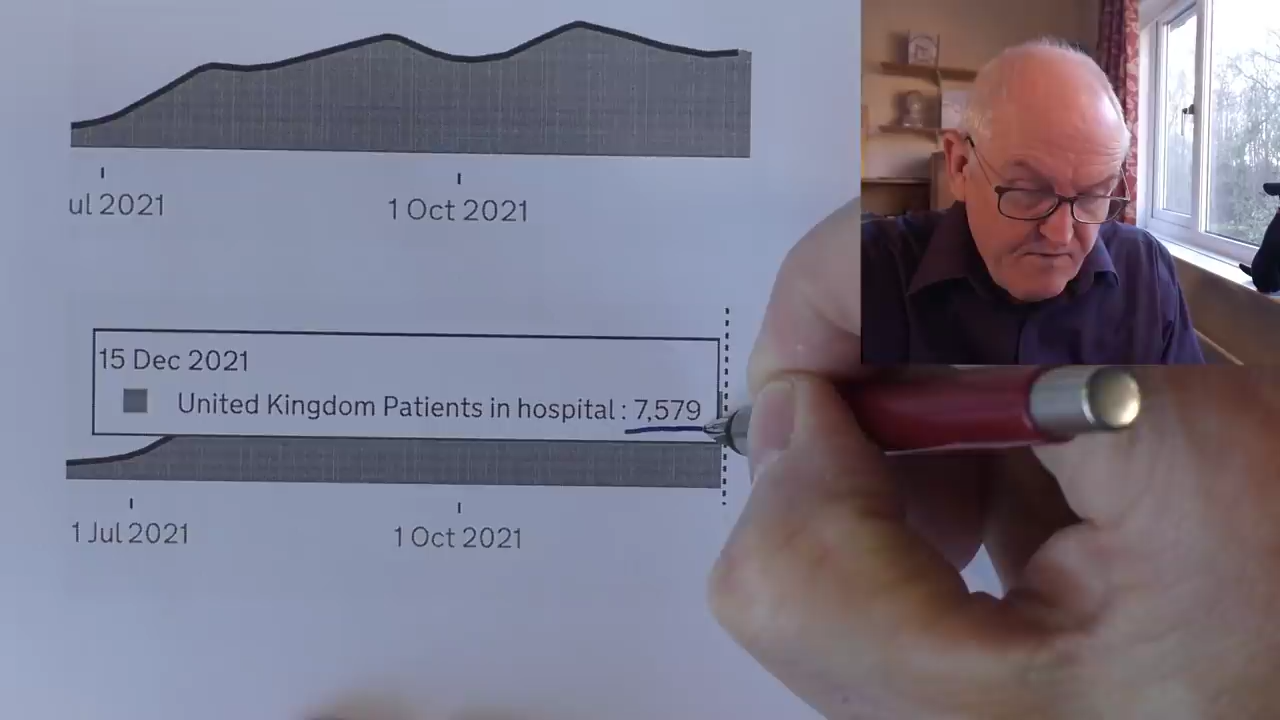 ul 2021
1 Oct 2021
15 Dec 2021
United Kingdom Patients in hospital : 7,579
1 Jul 2021
1 Oct 2021